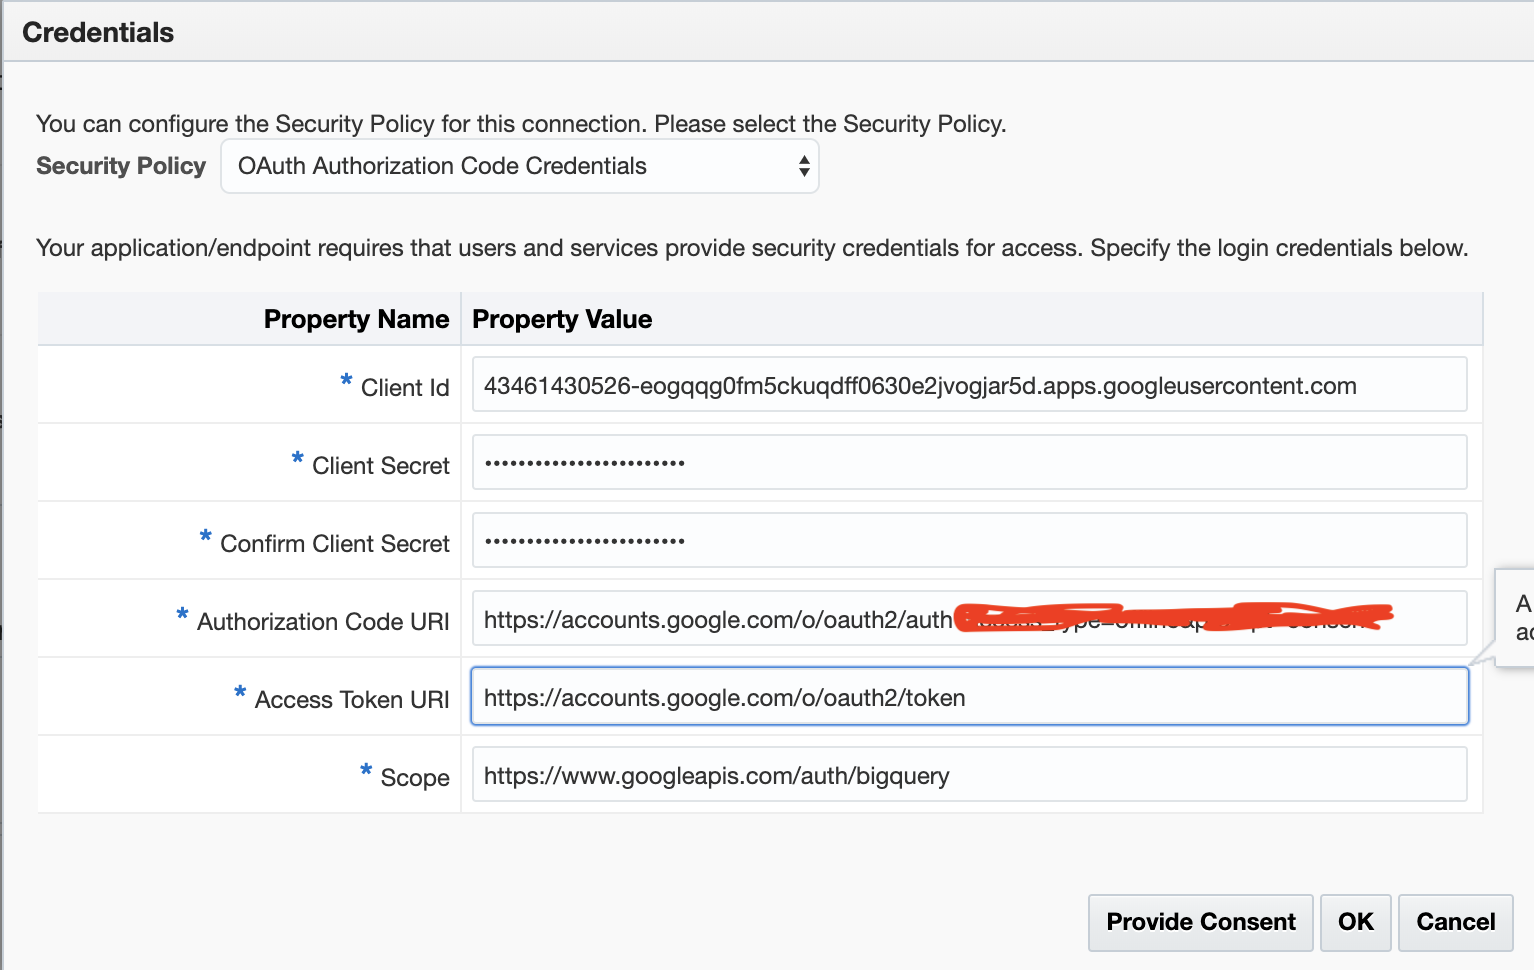 Credentials
You can configure the Security Policy for this connection. Please select the Security Policy.
Security Policy OAuth Authorization Code Credentials
Your application/endpoint requires that users and services provide security credentials for access. Specify the login credentials below.
Property Name Property Value
* Client Id 43461430526-eogqqg0fm5ckuqdff0630e2jvogjar5d.apps.googleusercontent.com
* Client Secret ••••••••••••••••••••••••
* Confirm Client Secret ••••••••••••••••••••••••
* Authorization Code URI https://accounts.google.com/o/oauth2/auth
* Access Token URI https://accounts.google.com/o/oauth2/token
* Scope https://www.googleapis.com/auth/bigquery
Provide Consent OK Cancel